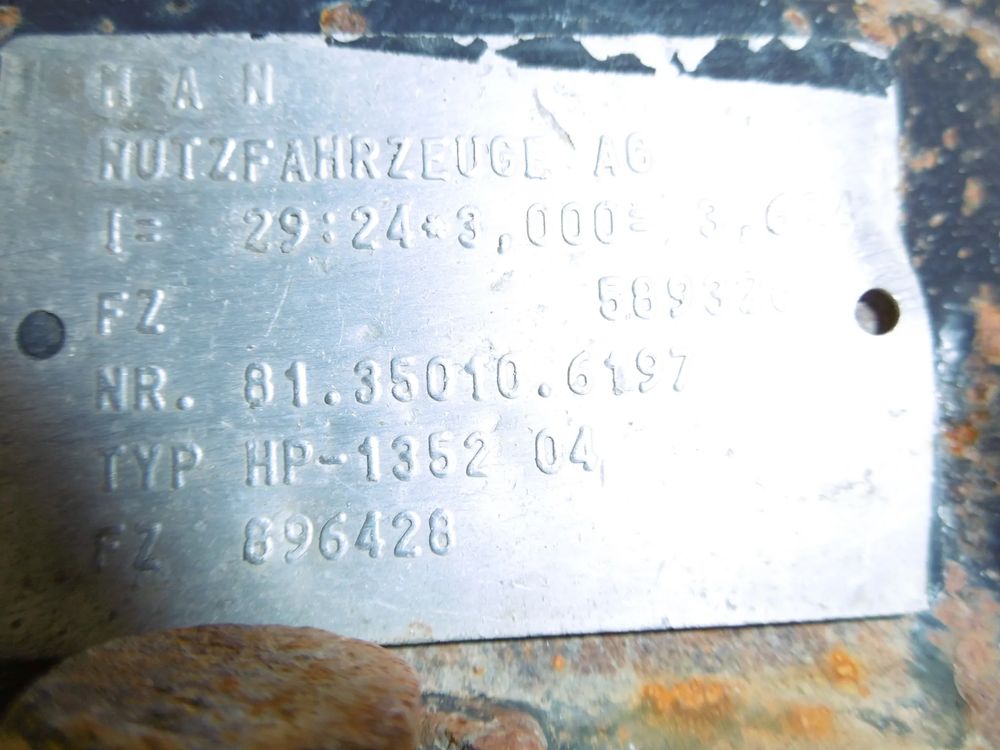 M A N
NUTZFAHRZEUGE AG
I= 29:24*3,000=
FZ
NR. 81.35010.6197
TYP HP-1352 04
FZ 896428